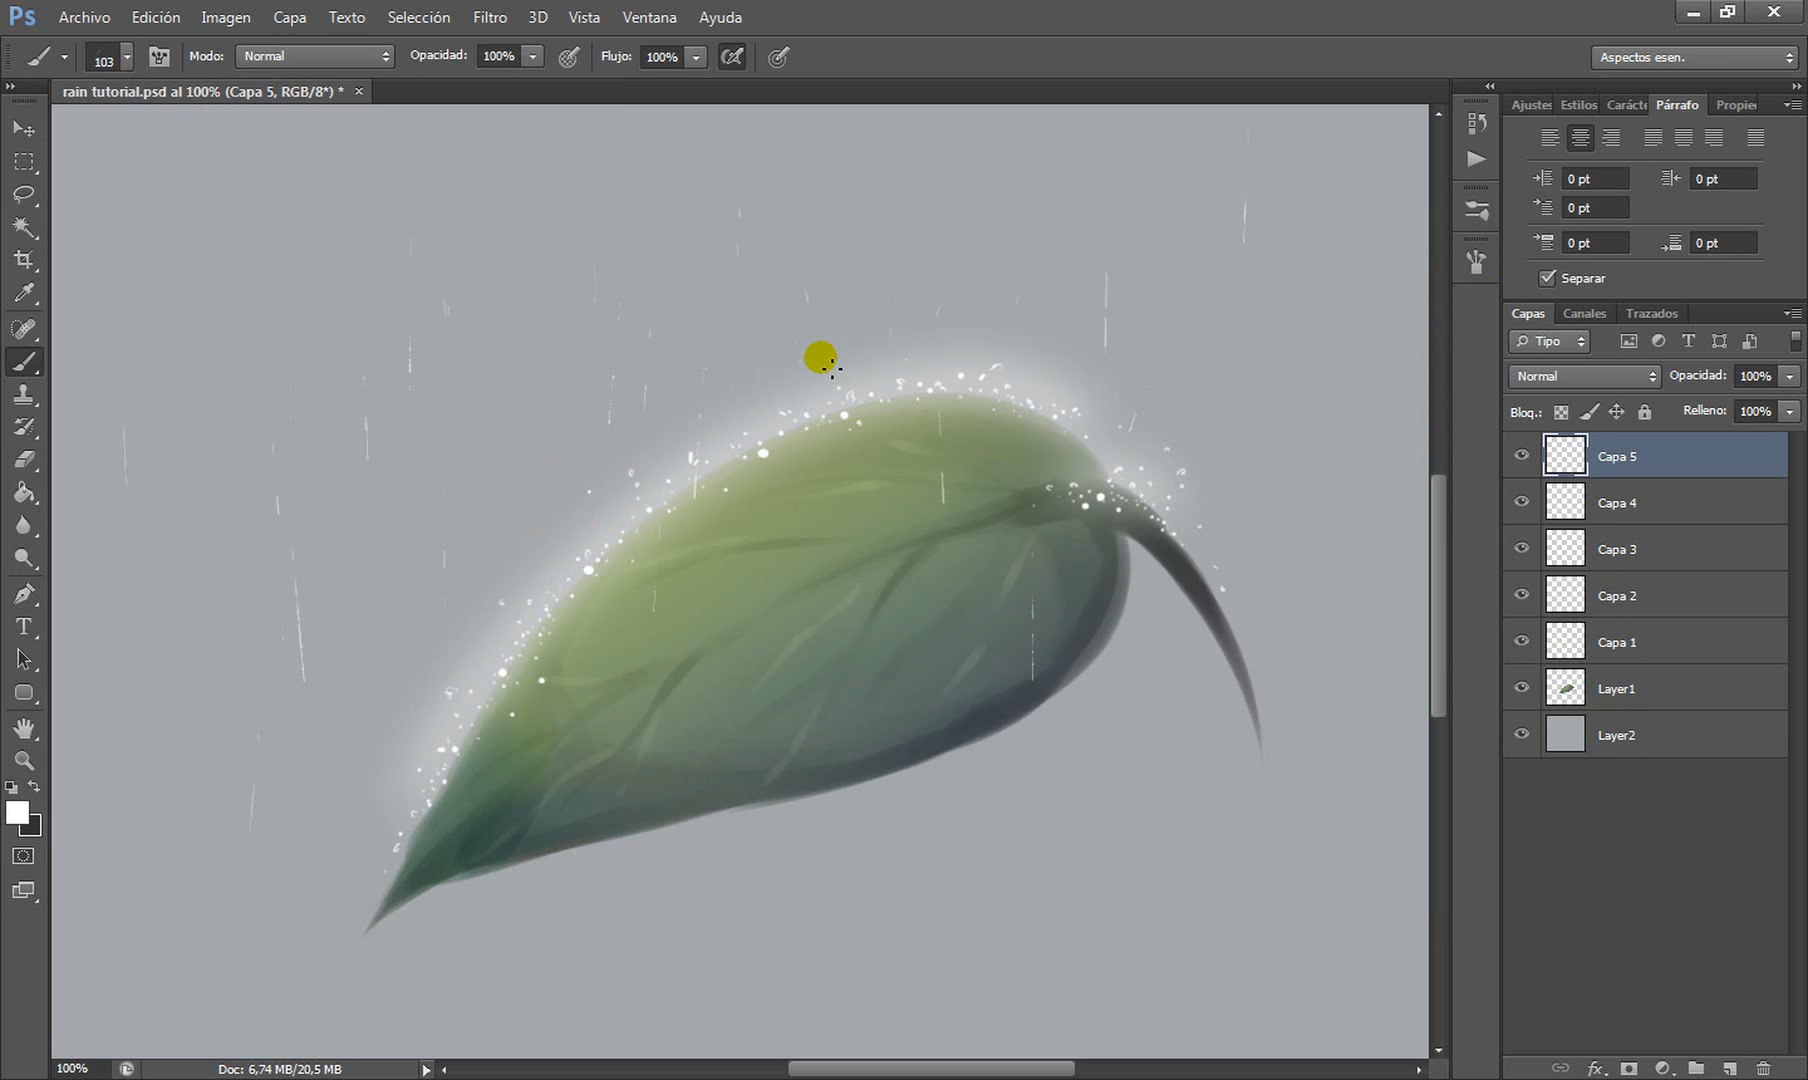 Ps Archivo Edición Imagen Capa Texto Selección Filtro 3D Vista Ventana Ayuda
103 Modo: Normal Opacidad: 100% Flujo: 100% Aspectos esen.
rain tutorial.psd al 100% (Capa 5, RGB/8*) * ×
Ajustes Estilos Carácte Párrafo Propie
0 pt 0 pt
0 pt
0 pt 0 pt
Separar
Capas Canales Trazados
Tipo
Normal Opacidad: 100%
Bloq.: Relleno: 100%
Capa 5
Capa 4
Capa 3
Capa 2
Capa 1
Layer1
Layer2
100% Doc: 6,74 MB/20,5 MB